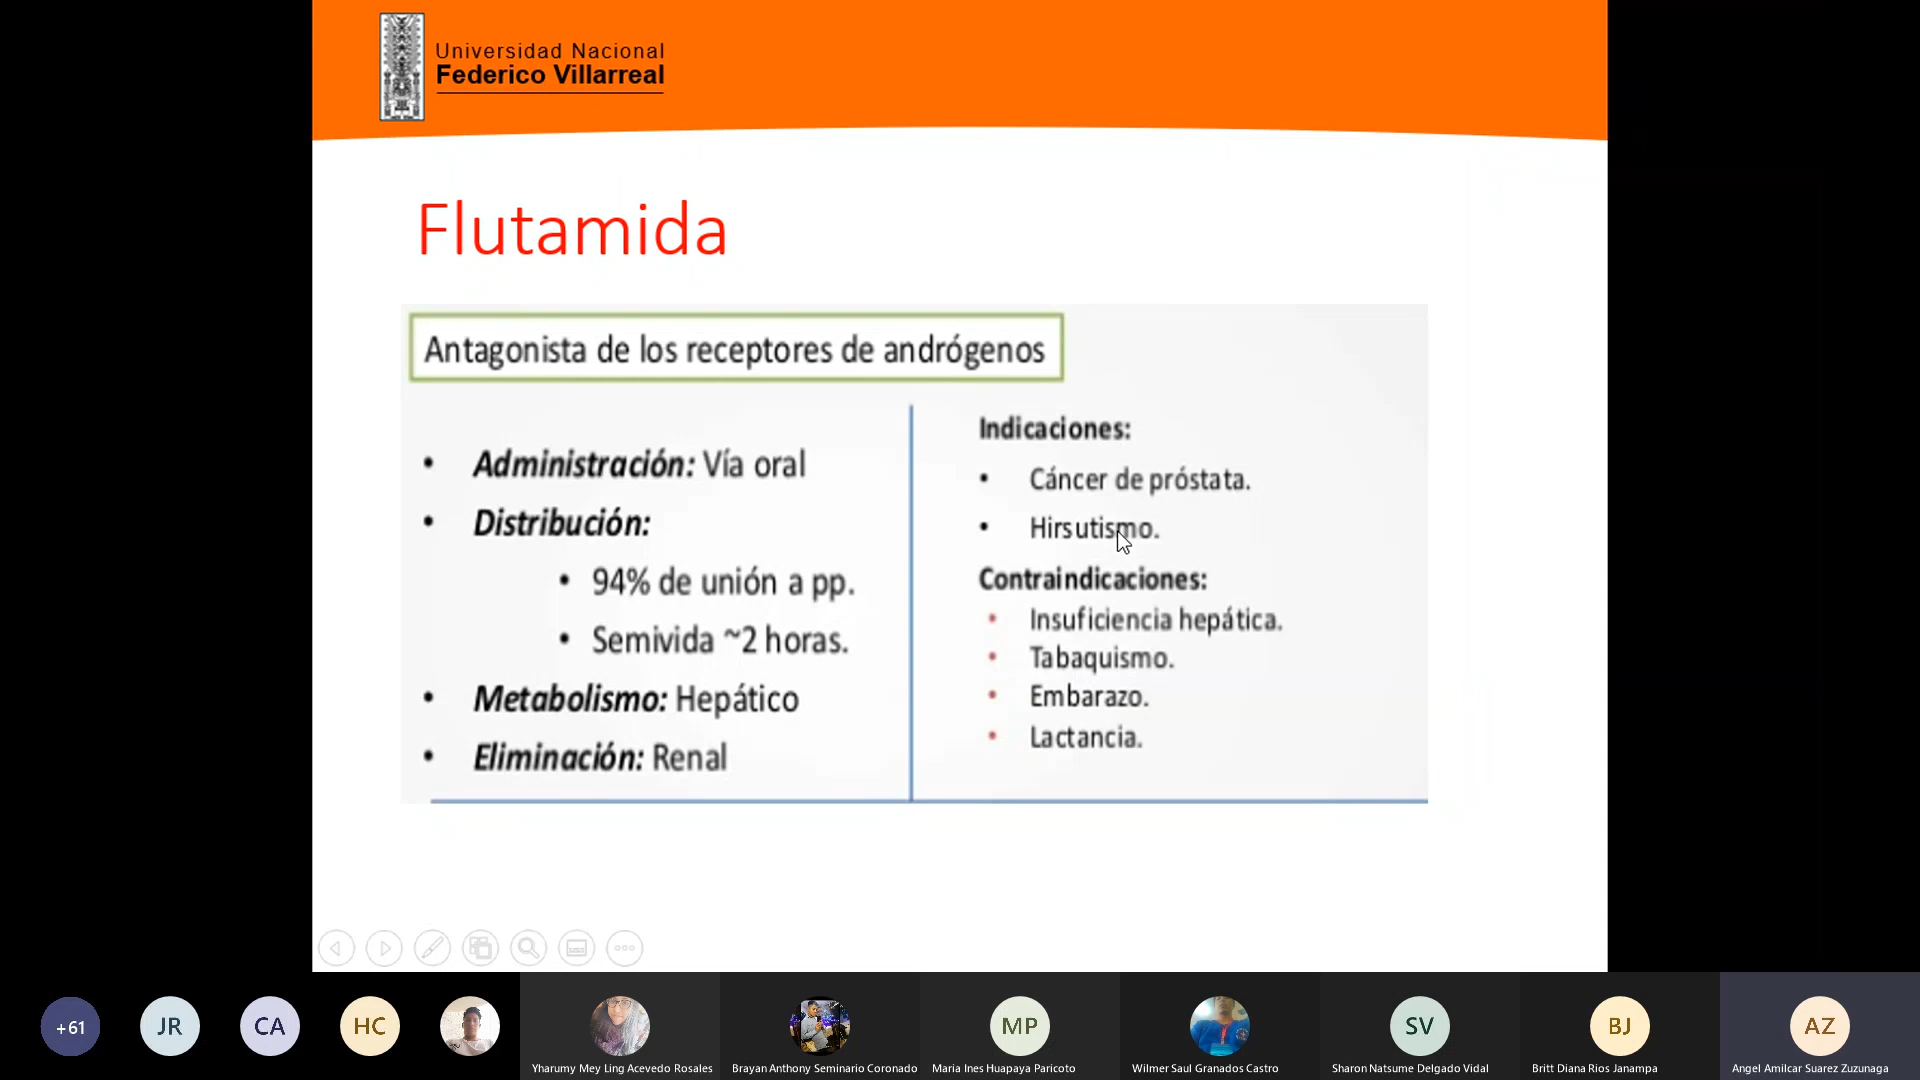 Universidad Nacional
Federico Villarreal
Flutamida
Antagonista de los receptores de andrógenos
• Administración: Vía oral
• Distribución:
• 94% de unión a pp.
• Semivida ~2 horas.
• Metabolismo: Hepático
• Eliminación: Renal
Indicaciones:
• Cáncer de próstata.
• Hirsutismo.
Contraindicaciones:
• Insuficiencia hepática.
• Tabaquismo.
• Embarazo.
• Lactancia.
+61
JR
CA
HC
MP
SV
BJ
AZ
Yharumy Mey Ling Acevedo Rosales
Brayan Anthony Seminario Coronado
Maria Ines Huapaya Paricoto
Wilmer Saul Granados Castro
Sharon Natsume Delgado Vidal
Britt Diana Rios Janampa
Angel Amilcar Suarez Zuzunaga